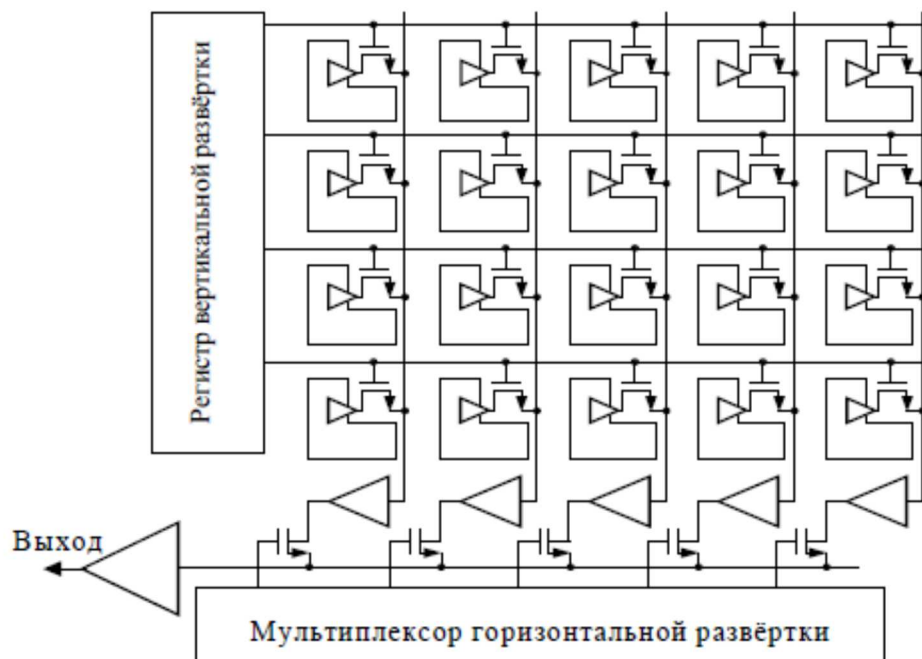 Регистр вертикальной развёртки
Выход
Мультиплексор горизонтальной развёртки